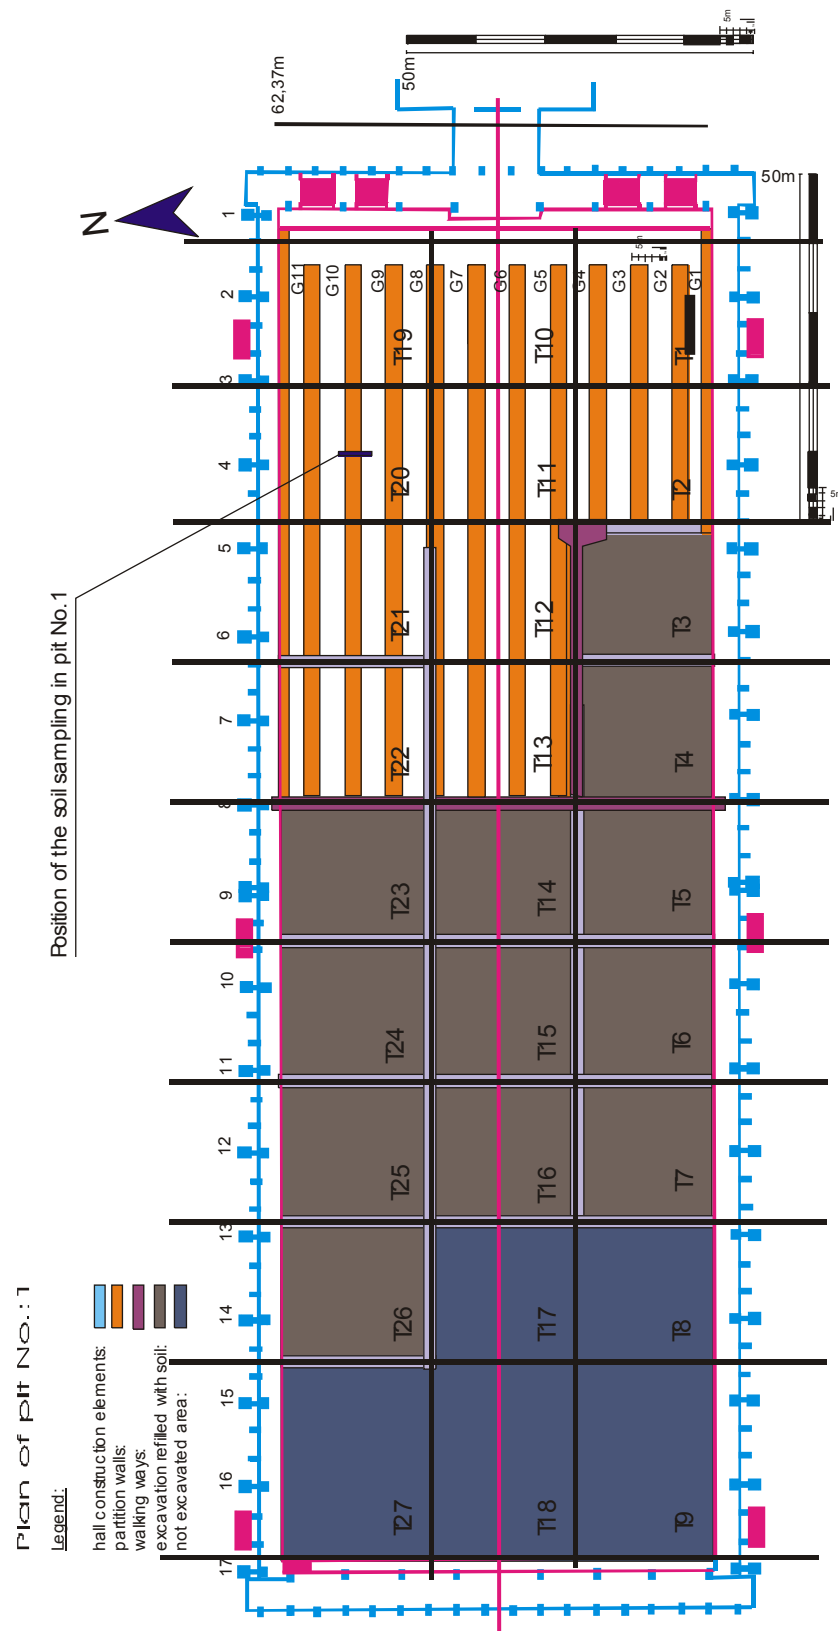 Plan of pit No.:1
Legend:
hall construction elements:
partition walls:
walking ways:
excavation refilled with soil:
not excavated area:
Position of the soil sampling in pit No.1
N
62,37m
50m
5m
50m
5m
5m
1
2
3
4
5
6
7
8
9
10
11
12
13
14
15
16
17
G11
G10
G9
G8
G7
G6
G5
G4
G3
G2
G1
T19
T10
T1
T20
T11
T2
T21
T12
T3
T22
T13
T4
T23
T14
T5
T24
T15
T6
T25
T16
T7
T26
T17
T8
T27
T18
T9